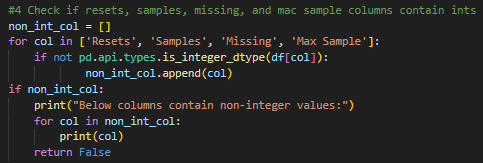 #4 Check if resets, samples, missing, and mac sample columns contain ints
non_int_col = []
for col in ['Resets', 'Samples', 'Missing', 'Max Sample']:
    if not pd.api.types.is_integer_dtype(df[col]):
            non_int_col.append(col)
if non_int_col:
    print("Below columns contain non-integer values:")
    for col in non_int_col:
        print(col)
    return False